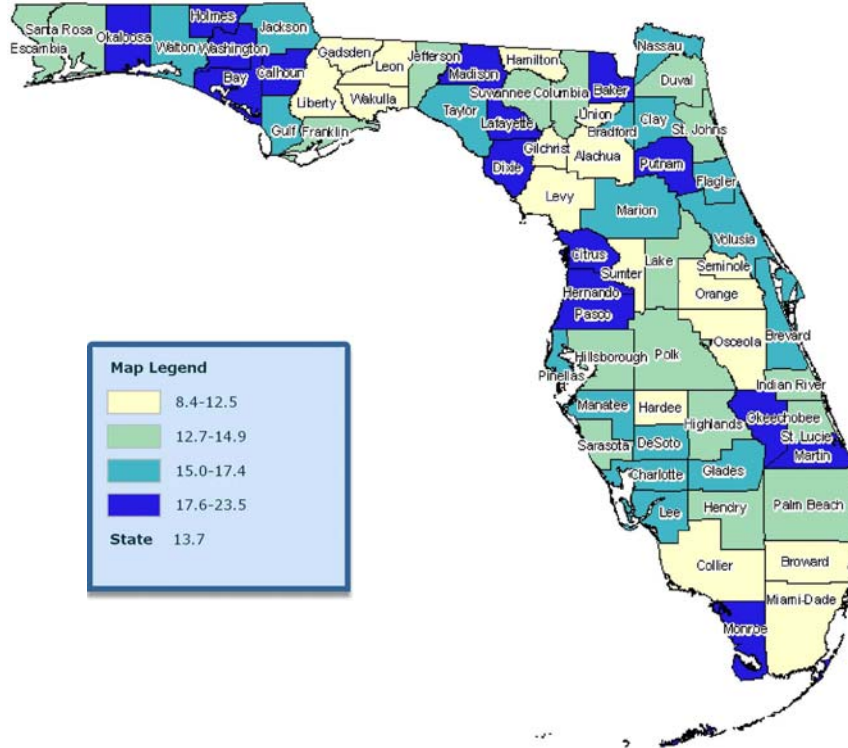 Holmes
Jackson
Santa Rosa
Okaloosa
Escambia
Walton
Washington
Bay
Calhoun
Gadsden
Leon
Jefferson
Madison
Hamilton
Nassau
Liberty
Wakulla
Taylor
Suwannee
Columbia
Baker
Duval
Gulf
Franklin
Lafayette
Union
Bradford
Clay
St. Johns
Dixie
Gilchrist
Alachua
Putnam
Flagler
Levy
Marion
Volusia
Citrus
Sumter
Lake
Seminole
Hernando
Orange
Pasco
Osceola
Brevard
Pinellas
Hillsborough
Polk
Indian River
Manatee
Hardee
Highlands
Okeechobee
St. Lucie
Sarasota
DeSoto
Martin
Charlotte
Glades
Lee
Hendry
Palm Beach
Collier
Broward
Miami-Dade
Monroe
Map Legend
8.4-12.5
12.7-14.9
15.0-17.4
17.6-23.5
State 13.7